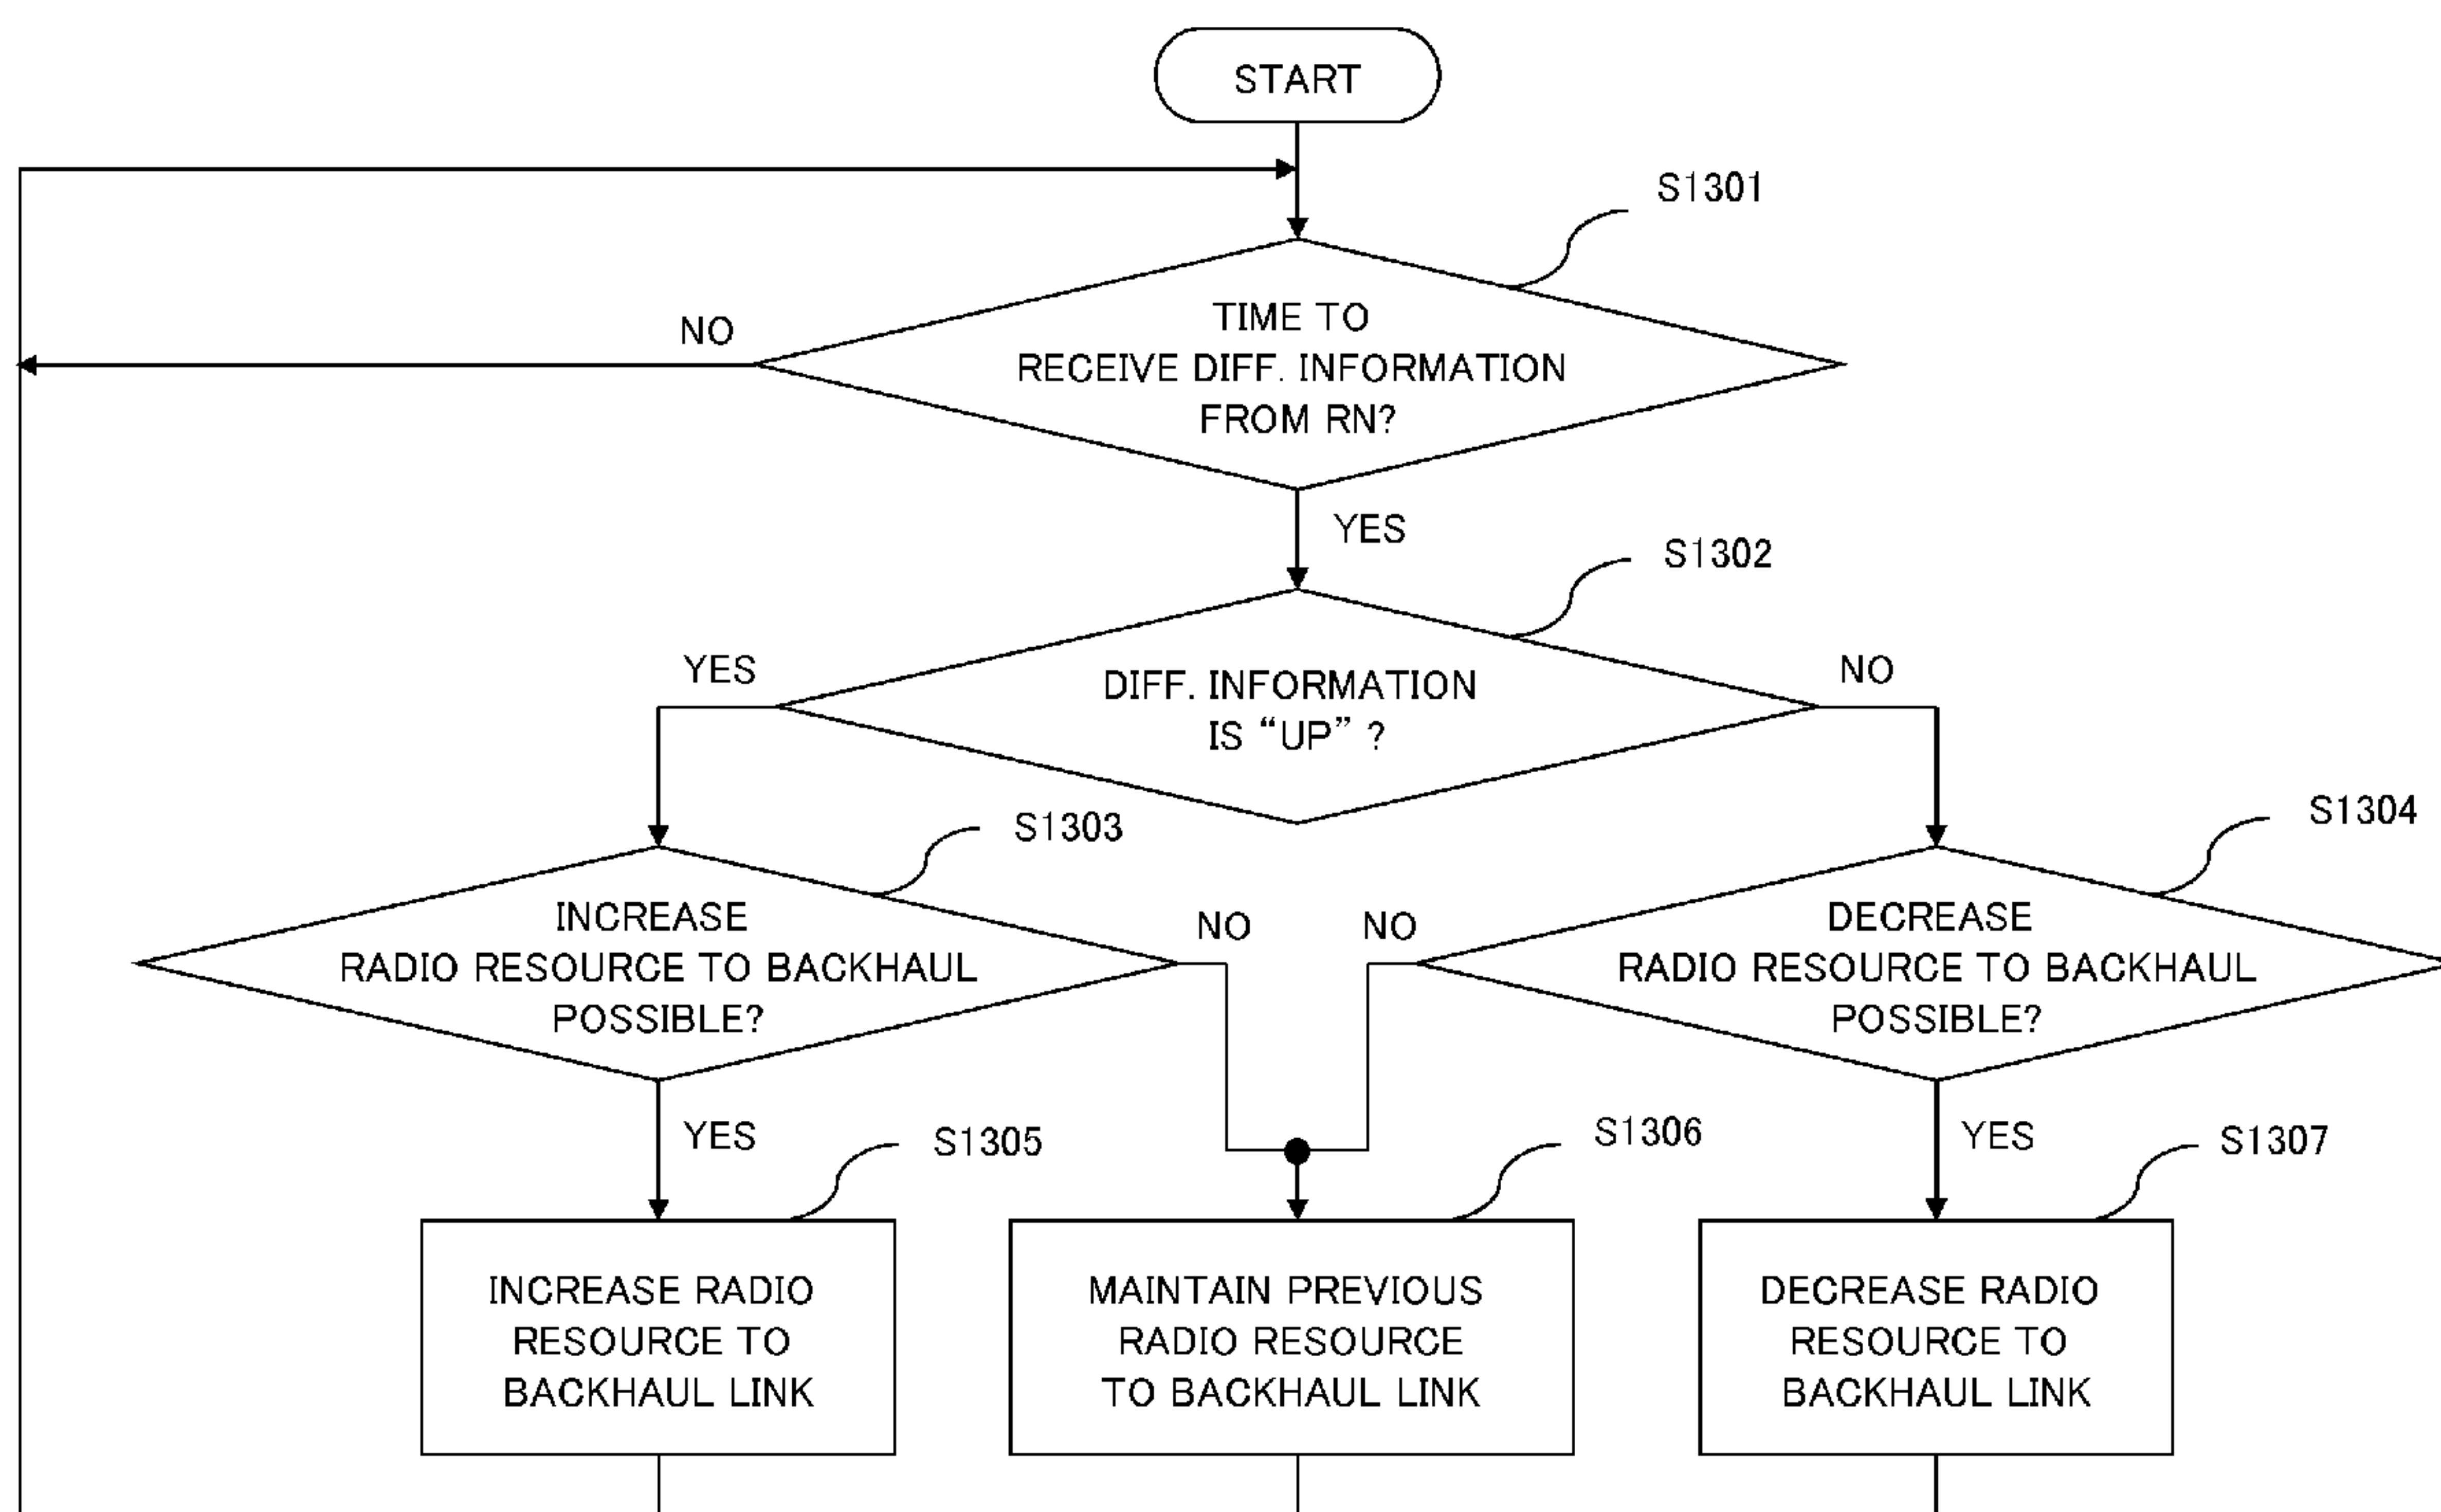 START
S1301
TIME TO
RECEIVE DIFF. INFORMATION
FROM RN?
NO
YES
S1302
DIFF. INFORMATION
IS “UP” ?
YES
NO
S1303
INCREASE
RADIO RESOURCE TO BACKHAUL
POSSIBLE?
NO
YES
S1304
DECREASE
RADIO RESOURCE TO BACKHAUL
POSSIBLE?
NO
YES
S1305
INCREASE RADIO
RESOURCE TO
BACKHAUL LINK
S1306
MAINTAIN PREVIOUS
RADIO RESOURCE
TO BACKHAUL LINK
S1307
DECREASE RADIO
RESOURCE TO
BACKHAUL LINK